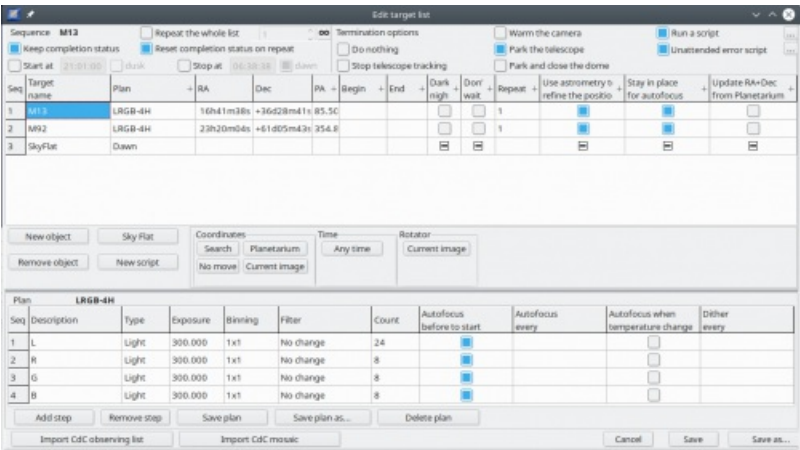 Edit target list
Sequence M13 Repeat the whole list 1 Termination options Warm the camera Run a script
Keep completion status Reset completion status on repeat Do nothing Park the telescope Unattended error script
Start at 21:01:00 dusk Stop at 04:38:38 dawn Stop telescope tracking Park and close the dome
Seq Target name Plan RA Dec PA Begin End Dark nigh Don' wait Repeat Use astrometry to refine the positio Stay in place for autofocus Update RA+Dec from Planetarium
1 M13 LRGB-4H 16h41m38s +36d28m41s 85.50 1
2 M92 LRGB-4H 23h20m04s +61d05m43s 354.8 1
3 SkyFlat Dawn
New object Sky Flat Coordinates Time Rotator
Search Planetarium Any time Current image
Remove object New script No move Current image
Plan LRGB-4H
Seq Description Type Exposure Binning Filter Count Autofocus before to start Autofocus every Autofocus when temperature change Dither every
1 L Light 300.000 1x1 No change 24
2 R Light 300.000 1x1 No change 8
3 G Light 300.000 1x1 No change 8
4 B Light 300.000 1x1 No change 8
Add step Remove step Save plan Save plan as... Delete plan
Import CdC observing list Import CdC mosaic Cancel Save Save as...